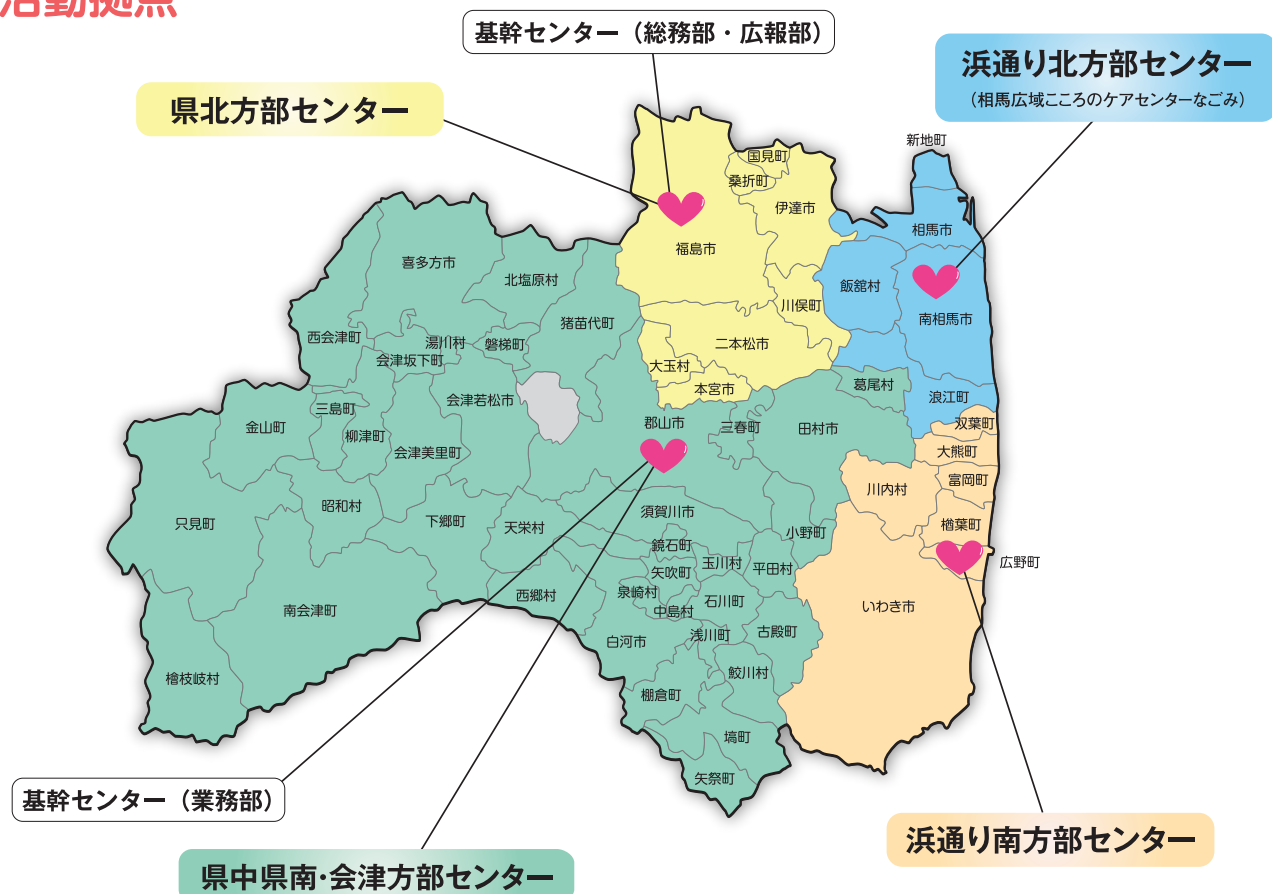 活動拠点
基幹センター（総務部・広報部）
浜通り北方部センター
（相馬広域こころのケアセンターなごみ）
県北方部センター
新地町
国見町
桑折町
伊達市
相馬市
福島市
喜多方市
北塩原村
飯舘村
川俣町
南相馬市
猪苗代町
西会津町
湯川村
磐梯町
二本松市
会津坂下町
大玉村
葛尾村
本宮市
浪江町
会津若松市
三島町
金山町
郡山市
三春町
田村市
双葉町
柳津町
会津美里町
大熊町
富岡町
川内村
昭和村
須賀川市
只見町
下郷町
天栄村
楢葉町
小野町
鏡石町
広野町
玉川村
平田村
矢吹町
泉崎村
西郷村
石川町
中島村
いわき市
南会津町
白河市
浅川町
古殿町
鮫川村
檜枝岐村
棚倉町
塙町
矢祭町
基幹センター（業務部）
浜通り南方部センター
県中県南・会津方部センター